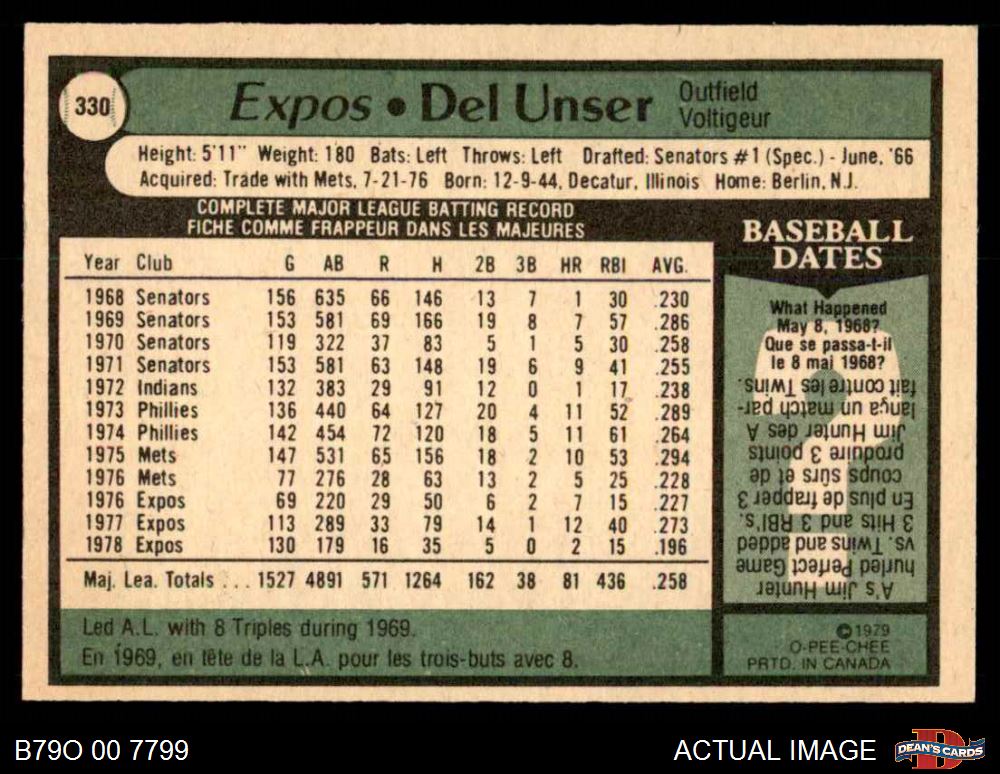 330
Expos • Del Unser
Outfield
Voltigeur
Height: 5'11" Weight: 180 Bats: Left Throws: Left Drafted: Senators #1 (Spec.) - June, '66
Acquired: Trade with Mets, 7-21-76 Born: 12-9-44, Decatur, Illinois Home: Berlin, N.J.
COMPLETE MAJOR LEAGUE BATTING RECORD
FICHE COMME FRAPPEUR DANS LES MAJEURES
Year Club G AB R H 2B 3B HR RBI AVG.
1968 Senators 156 635 66 146 13 7 1 30 .230
1969 Senators 153 581 69 166 19 8 7 57 .286
1970 Senators 119 322 37 83 5 1 5 30 .258
1971 Senators 153 581 63 148 19 6 9 41 .255
1972 Indians 132 383 29 91 12 0 1 17 .238
1973 Phillies 136 440 64 127 20 4 11 52 .289
1974 Phillies 142 454 72 120 18 5 11 61 .264
1975 Mets 147 531 65 156 18 2 10 53 .294
1976 Mets 77 276 28 63 13 2 5 25 .228
1976 Expos 69 220 29 50 6 2 7 15 .227
1977 Expos 113 289 33 79 14 1 12 40 .273
1978 Expos 130 179 16 35 5 0 2 15 .196
Maj. Lea. Totals ... 1527 4891 571 1264 162 38 81 436 .258
Led A.L. with 8 Triples during 1969.
En 1969, en tête de la L.A. pour les trois-buts avec 8.
BASEBALL
DATES
What Happened
May 8, 1968?
Que se passa-t-il
le 8 mai 1968?
A's Jim Hunter
hurled Perfect Game
vs. Twins and added
3 Hits and 3 RBI's.
En plus de frapper 3
coups sûrs et de
produire 3 points
Jim Hunter des A
lança un match par-
fait contre les Twins.
©1979
O-PEE-CHEE
PRTD. IN CANADA
B79O 00 7799
ACTUAL IMAGE
D
DEAN'S CARDS